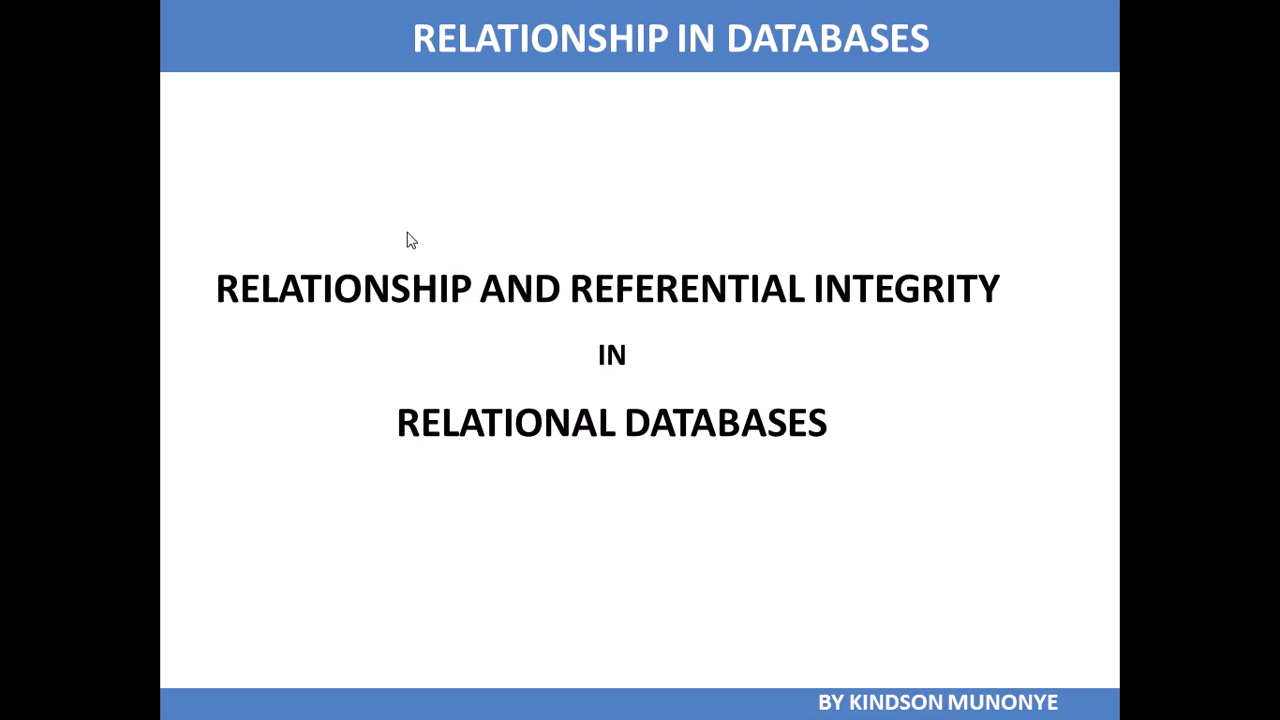 RELATIONSHIP IN DATABASES
RELATIONSHIP AND REFERENTIAL INTEGRITY
IN
RELATIONAL DATABASES
BY KINDSON MUNONYE